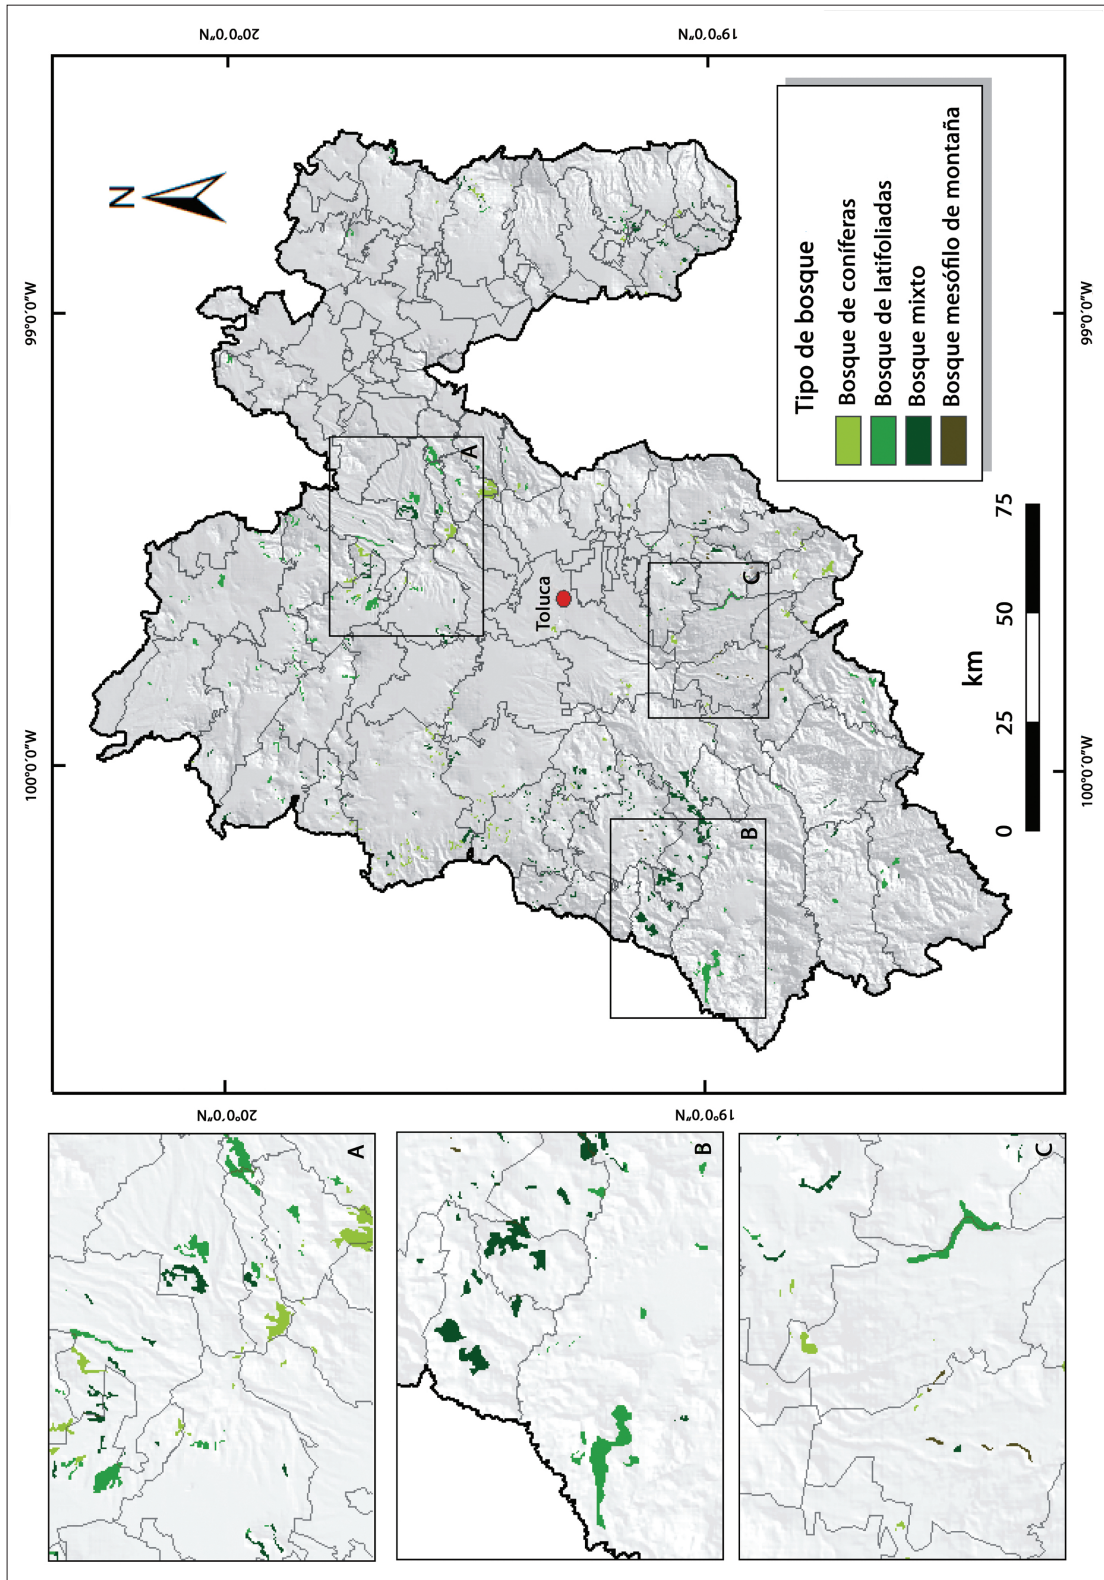 99°0′0″W
100°0′0″W
20°0′0″N
19°0′0″N
N
A
Toluca
B
C
Tipo de bosque
Bosque de coníferas
Bosque de latifoliadas
Bosque mixto
Bosque mesófilo de montaña
km
0
25
50
75
20°0′0″N
19°0′0″N
100°0′0″W
99°0′0″W
A
B
C